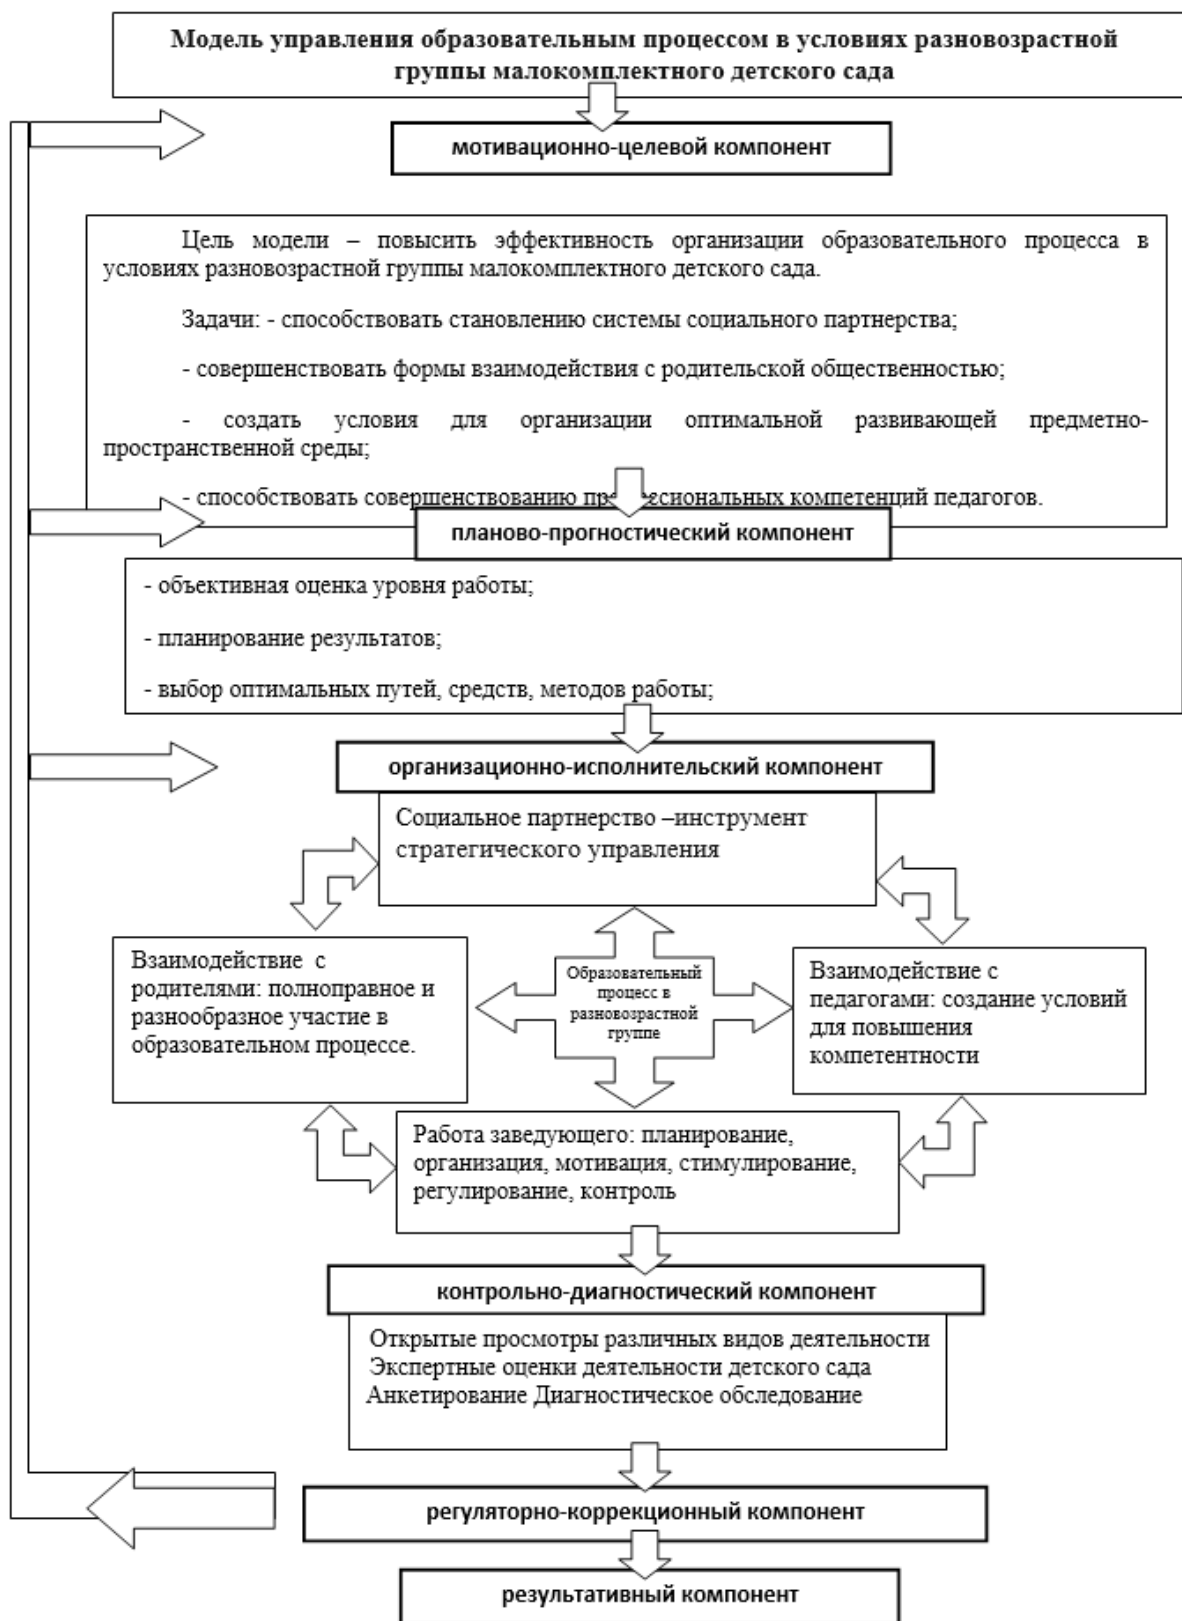 Модель управления образовательным процессом в условиях разновозрастной
группы малокомплектного детского сада
мотивационно-целевой компонент
Цель модели – повысить эффективность организации образовательного процесса в
условиях разновозрастной группы малокомплектного детского сада.
Задачи: - способствовать становлению системы социального партнерства;
- совершенствовать формы взаимодействия с родительской общественностью;
- создать условия для организации оптимальной развивающей предметно-
пространственной среды;
- способствовать совершенствованию профессиональных компетенций педагогов.
планово-прогностический компонент
- объективная оценка уровня работы;
- планирование результатов;
- выбор оптимальных путей, средств, методов работы;
организационно-исполнительский компонент
Социальное партнерство –инструмент
стратегического управления
Взаимодействие с
родителями: полноправное и
разнообразное участие в
образовательном процессе.
Образовательный
процесс в
разновозрастной
группе
Взаимодействие с
педагогами: создание условий
для повышения
компетентности
Работа заведующего: планирование,
организация, мотивация, стимулирование,
регулирование, контроль
контрольно-диагностический компонент
Открытые просмотры различных видов деятельности
Экспертные оценки деятельности детского сада
Анкетирование Диагностическое обследование
регуляторно-коррекционный компонент
результативный компонент